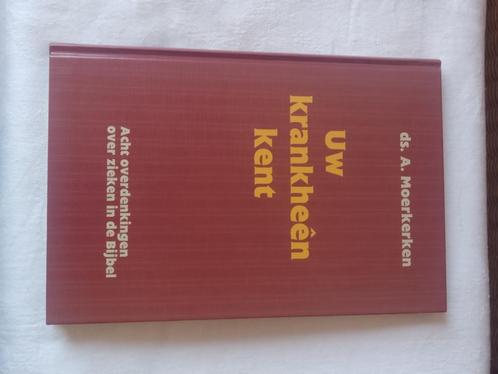 ds. A. Moerkerken
Uw
krankheên
kent
Acht overdenkingen
over zieken in de Bijbel